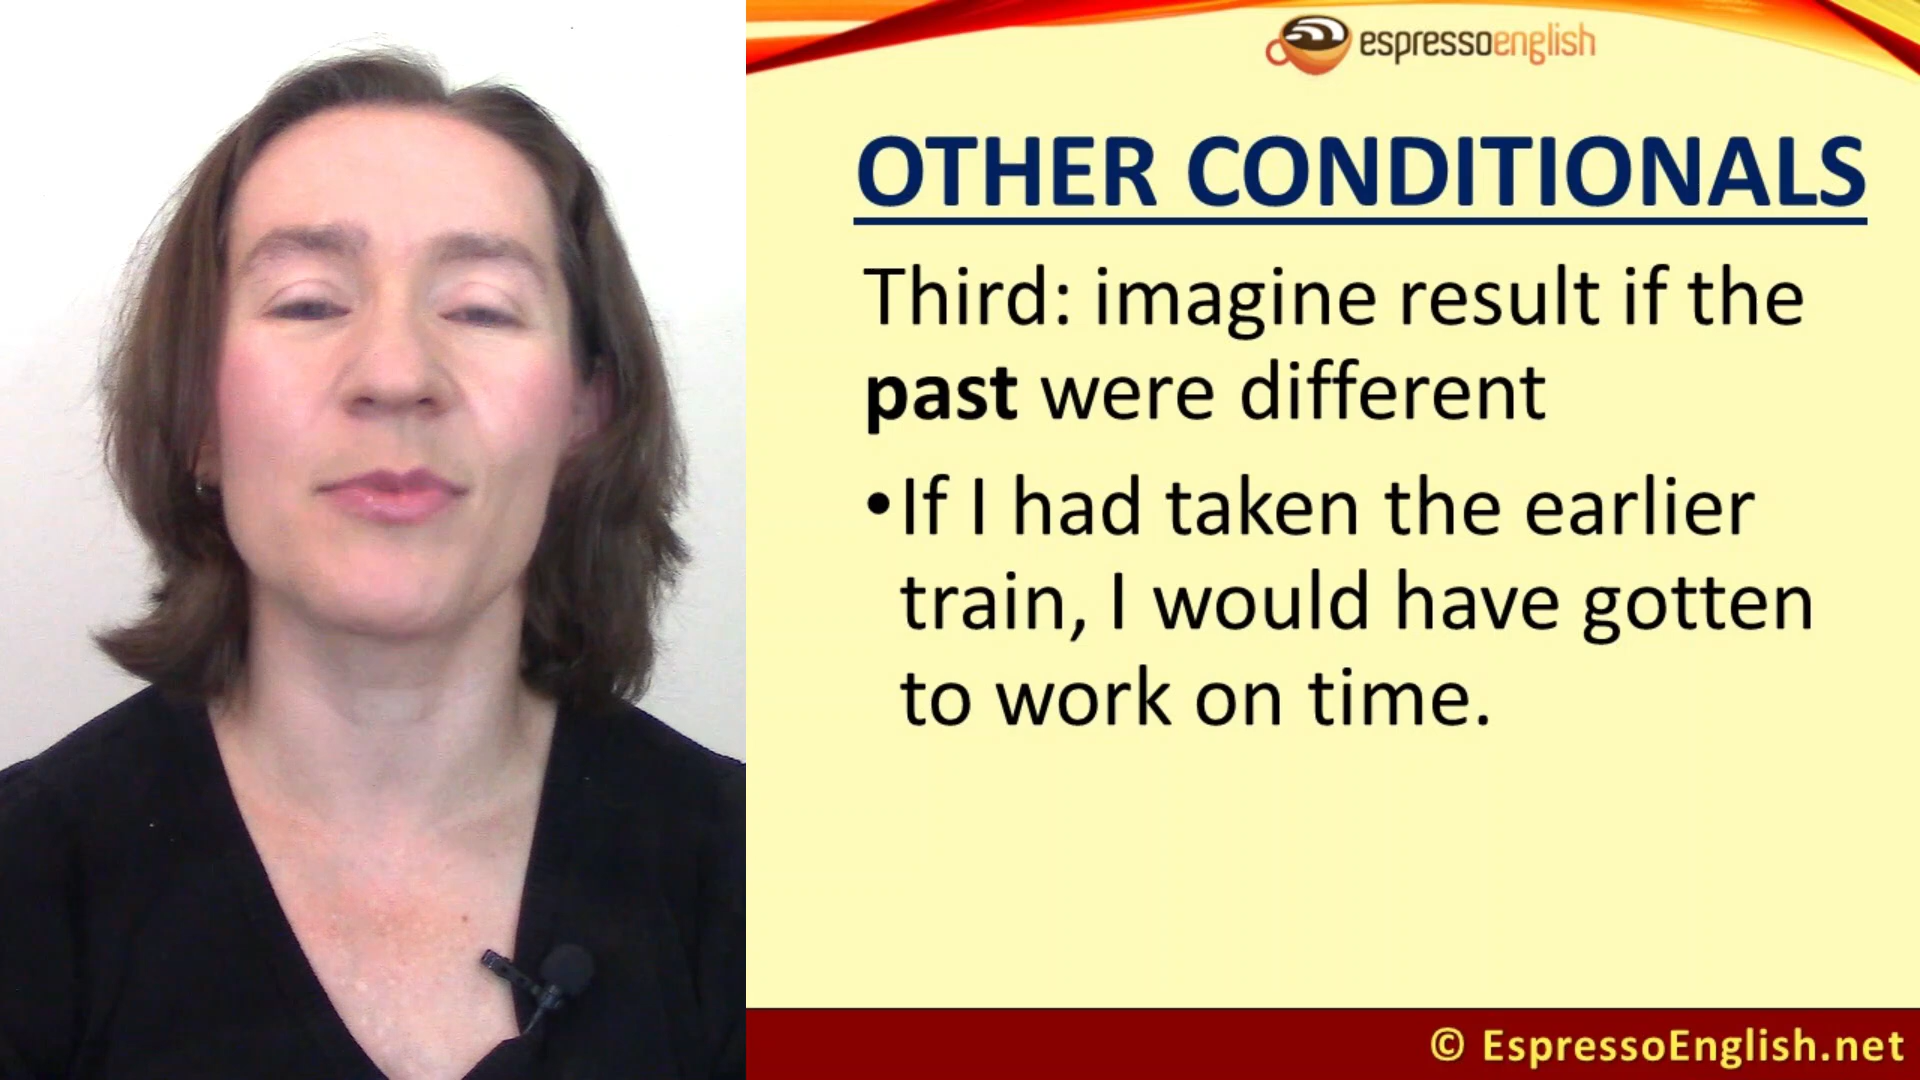 espressoenglish
OTHER CONDITIONALS
Third: imagine result if the
past were different
•If I had taken the earlier
train, I would have gotten
to work on time.
© EspressoEnglish.net